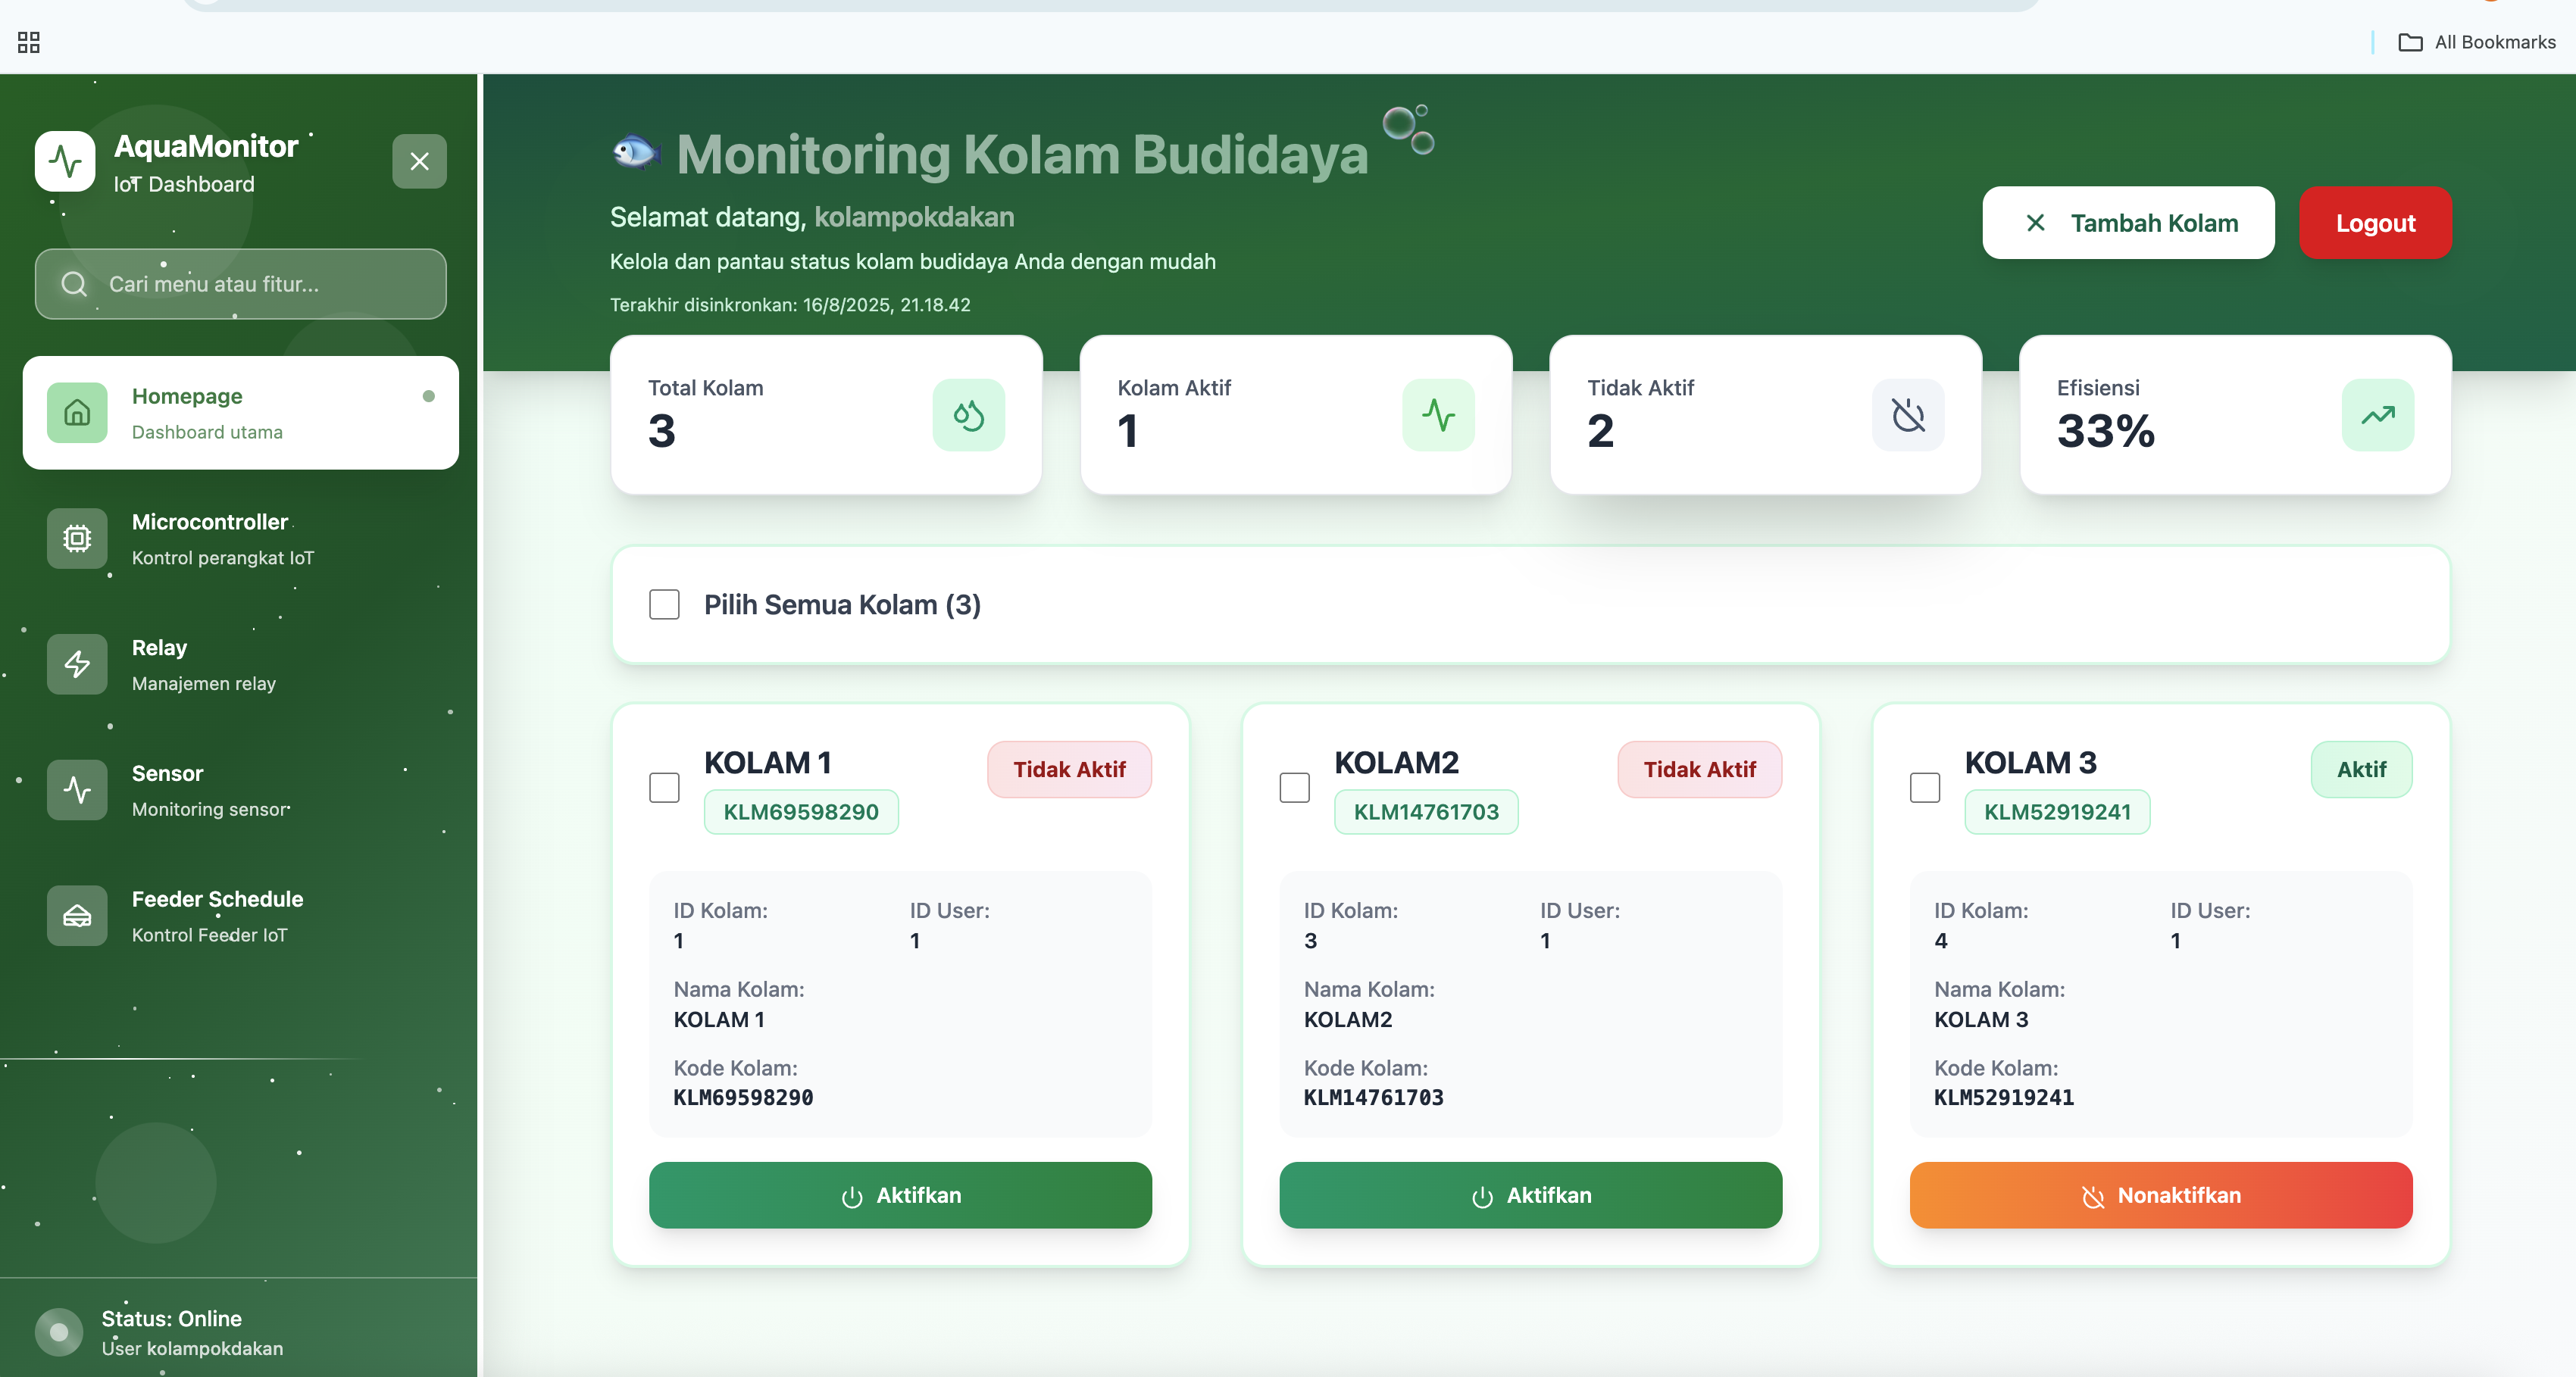 All Bookmarks
AquaMonitor
IoT Dashboard
Cari menu atau fitur...
Homepage
Dashboard utama
Microcontroller
Kontrol perangkat IoT
Relay
Manajemen relay
Sensor
Monitoring sensor
Feeder Schedule
Kontrol Feeder IoT
Status: Online
User kolampokdakan
Monitoring Kolam Budidaya
Selamat datang, kolampokdakan
Kelola dan pantau status kolam budidaya Anda dengan mudah
Terakhir disinkronkan: 16/8/2025, 21.18.42
Tambah Kolam
Logout
Total Kolam
3
Kolam Aktif
1
Tidak Aktif
2
Efisiensi
33%
Pilih Semua Kolam (3)
KOLAM 1
Tidak Aktif
KLM69598290
ID Kolam: ID User:
1 1
Nama Kolam:
KOLAM 1
Kode Kolam:
KLM69598290
Aktifkan
KOLAM2
Tidak Aktif
KLM14761703
ID Kolam: ID User:
3 1
Nama Kolam:
KOLAM2
Kode Kolam:
KLM14761703
Aktifkan
KOLAM 3
Aktif
KLM52919241
ID Kolam: ID User:
4 1
Nama Kolam:
KOLAM 3
Kode Kolam:
KLM52919241
Nonaktifkan